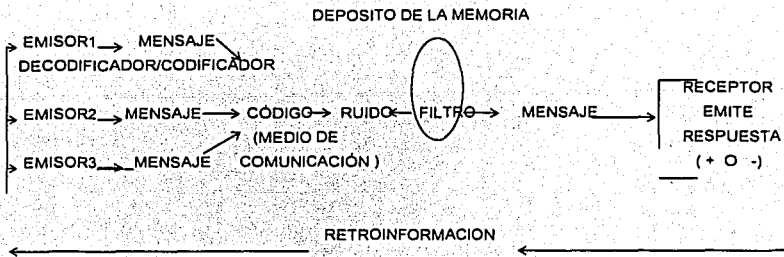 DEPOSITO DE LA MEMORIA
EMISOR1 MENSAJE
DECODIFICADOR/CODIFICADOR
EMISOR2 MENSAJE CÓDIGO RUIDO FILTRO MENSAJE
(MEDIO DE
COMUNICACIÓN )
EMISOR3 MENSAJE
RECEPTOR
EMITE
RESPUESTA
( + O -)
RETROINFORMACION